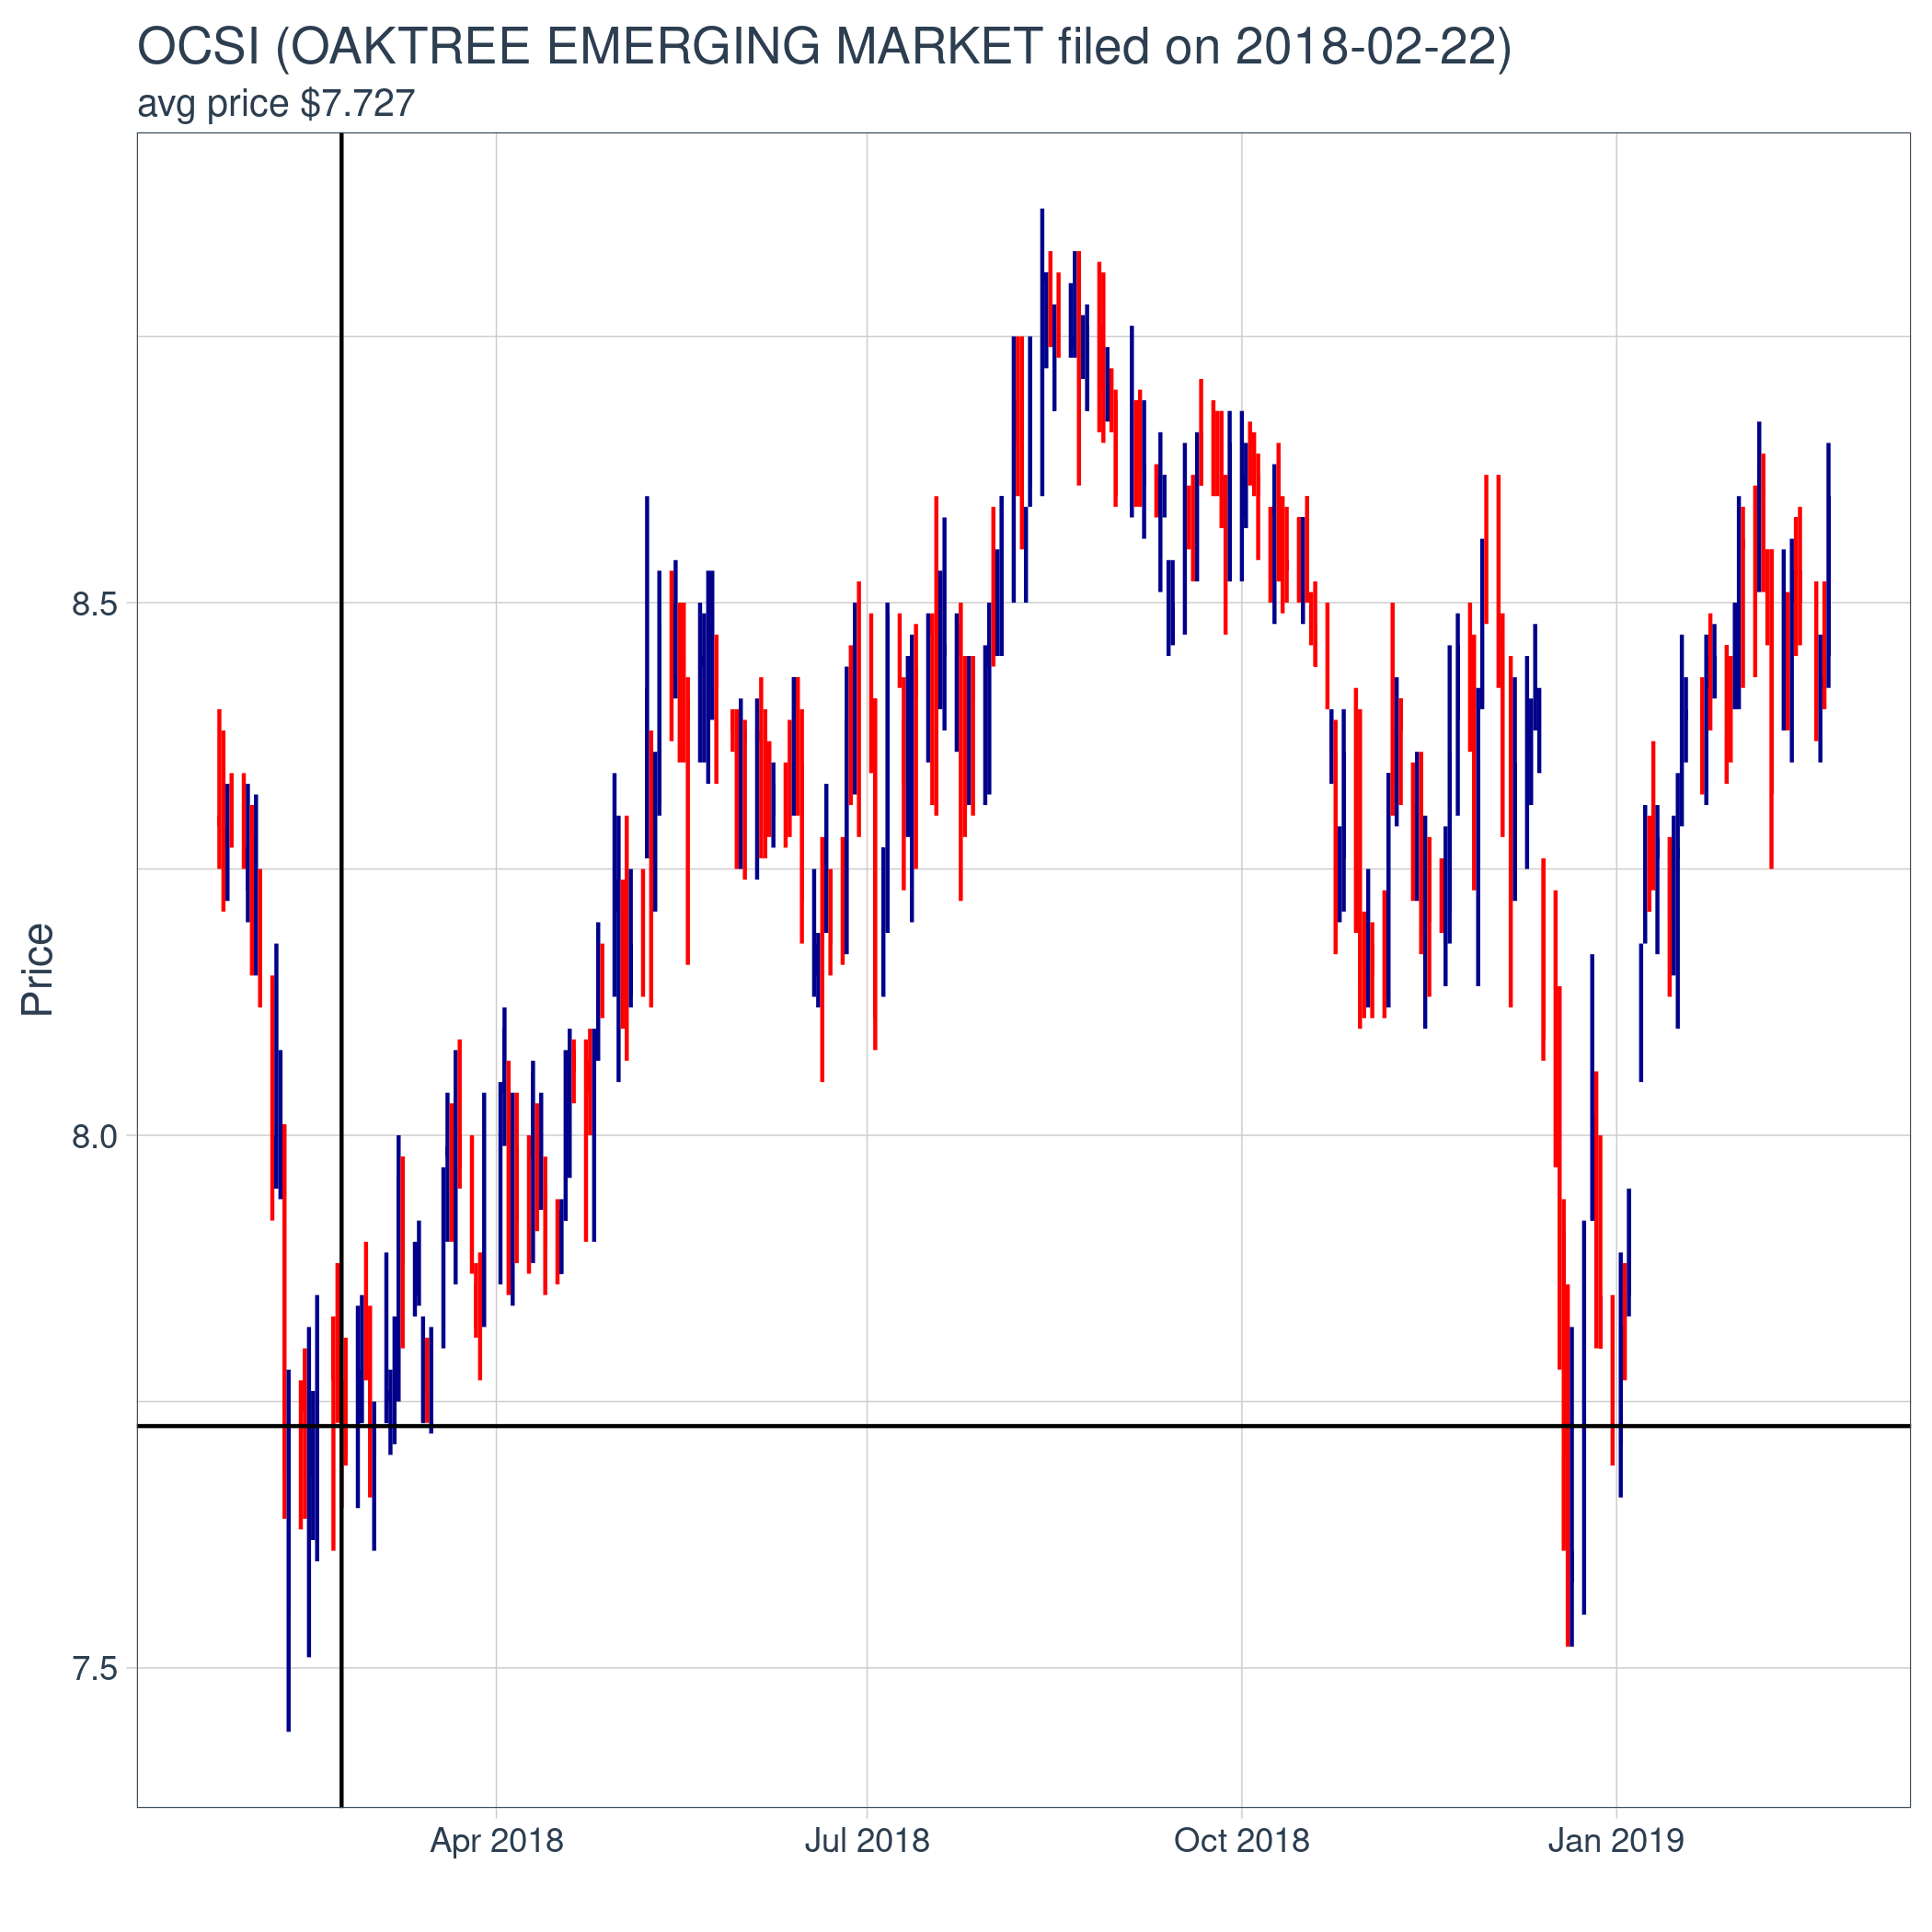 OCSI (OAKTREE EMERGING MARKET filed on 2018-02-22)
avg price $7.727
Price
8.5
8.0
7.5
Apr 2018
Jul 2018
Oct 2018
Jan 2019